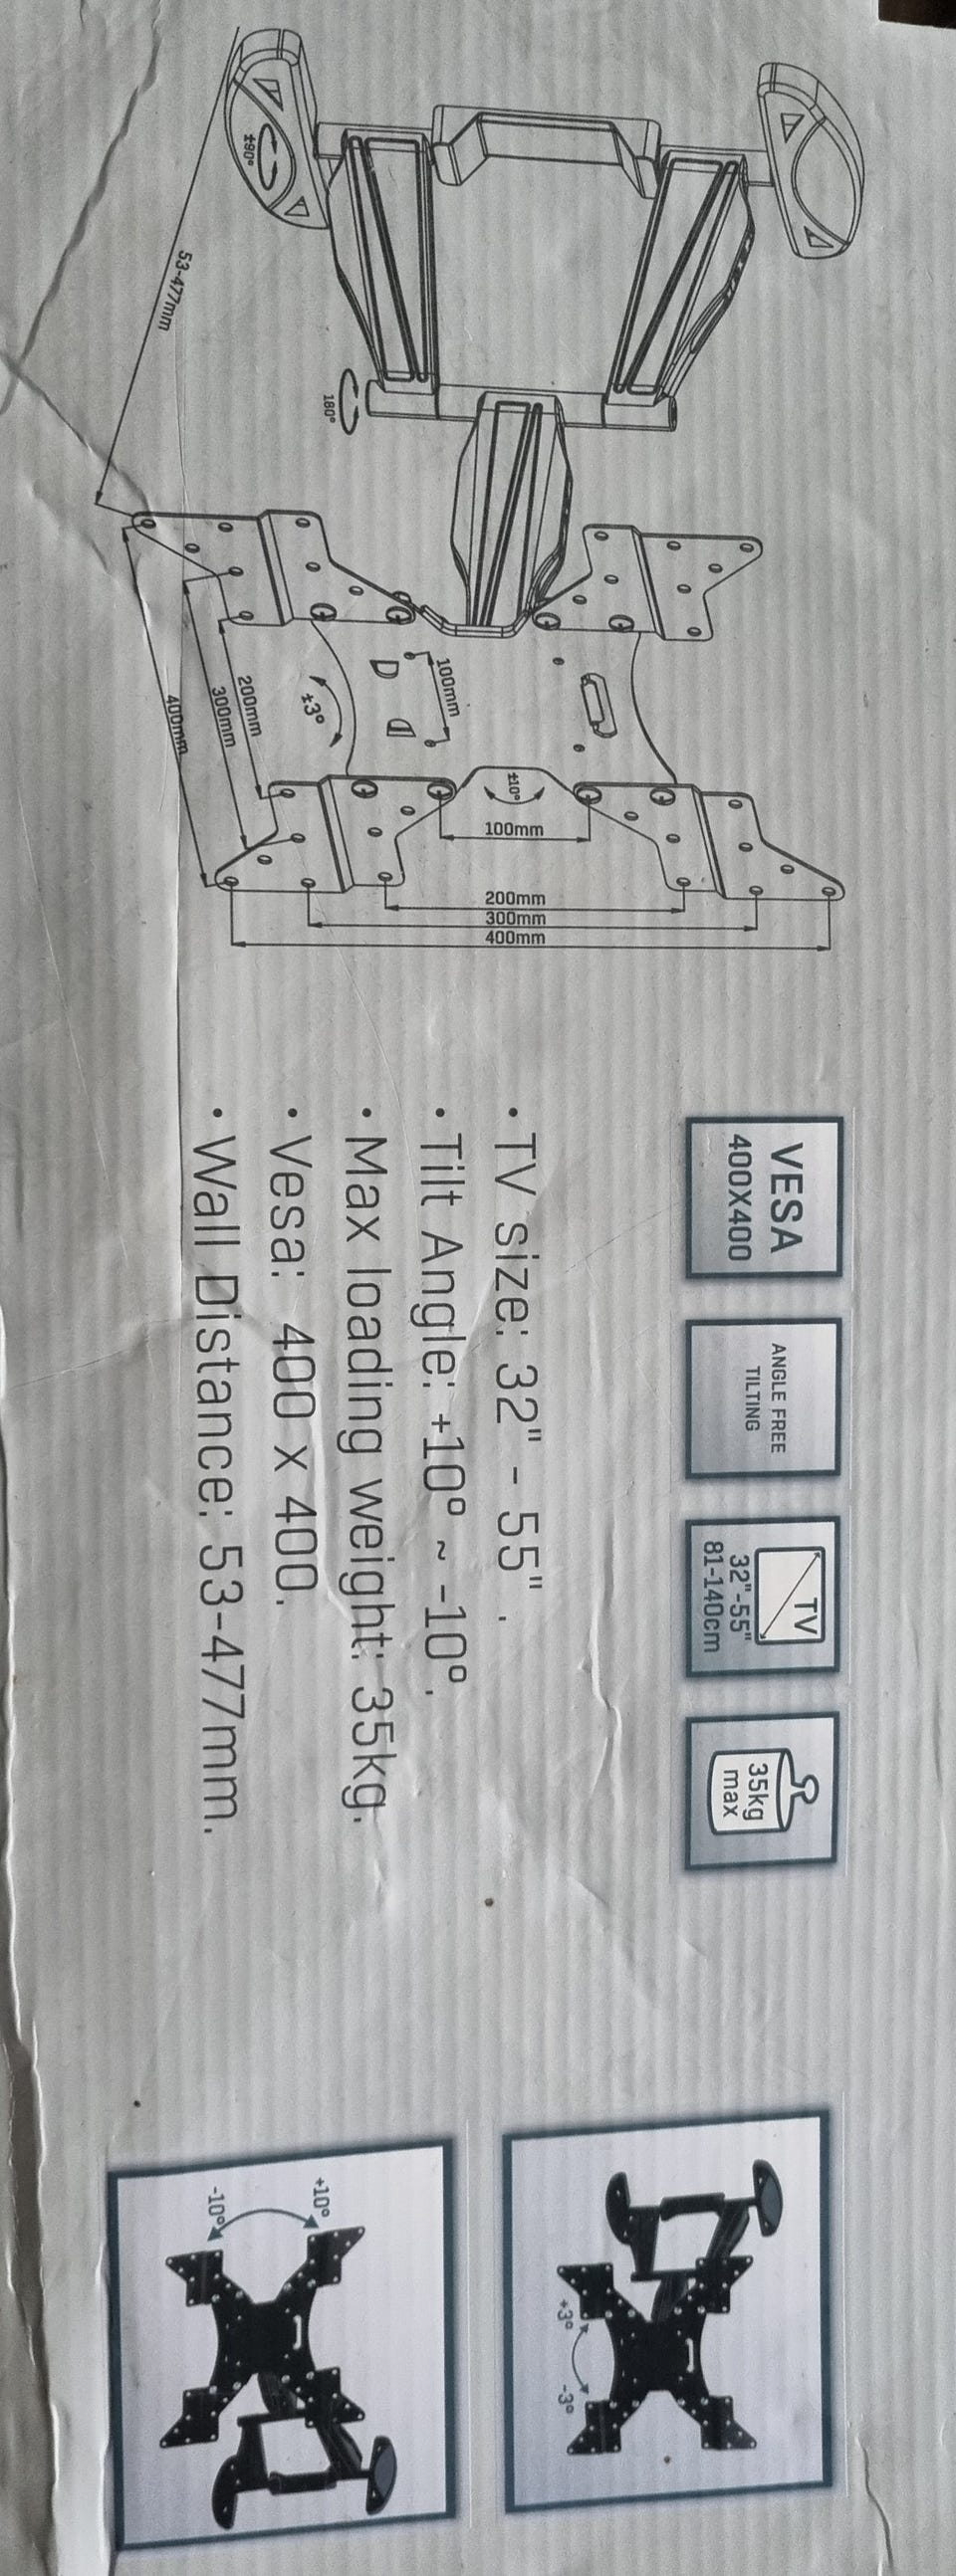 ±90°
53-477mm
180°
100mm
±3°
200mm
300mm
400mm
±10°
100mm
200mm
300mm
400mm
VESA
400X400
ANGLE FREE
TILTING
TV
32"-55"
81-140cm
35kg
max
• TV size: 32" - 55" .
• Tilt Angle: +10° ~ -10°.
• Max loading weight: 35kg.
• Vesa: 400 x 400.
• Wall Distance: 53-477mm.
+3°
-3°
+10°
-10°